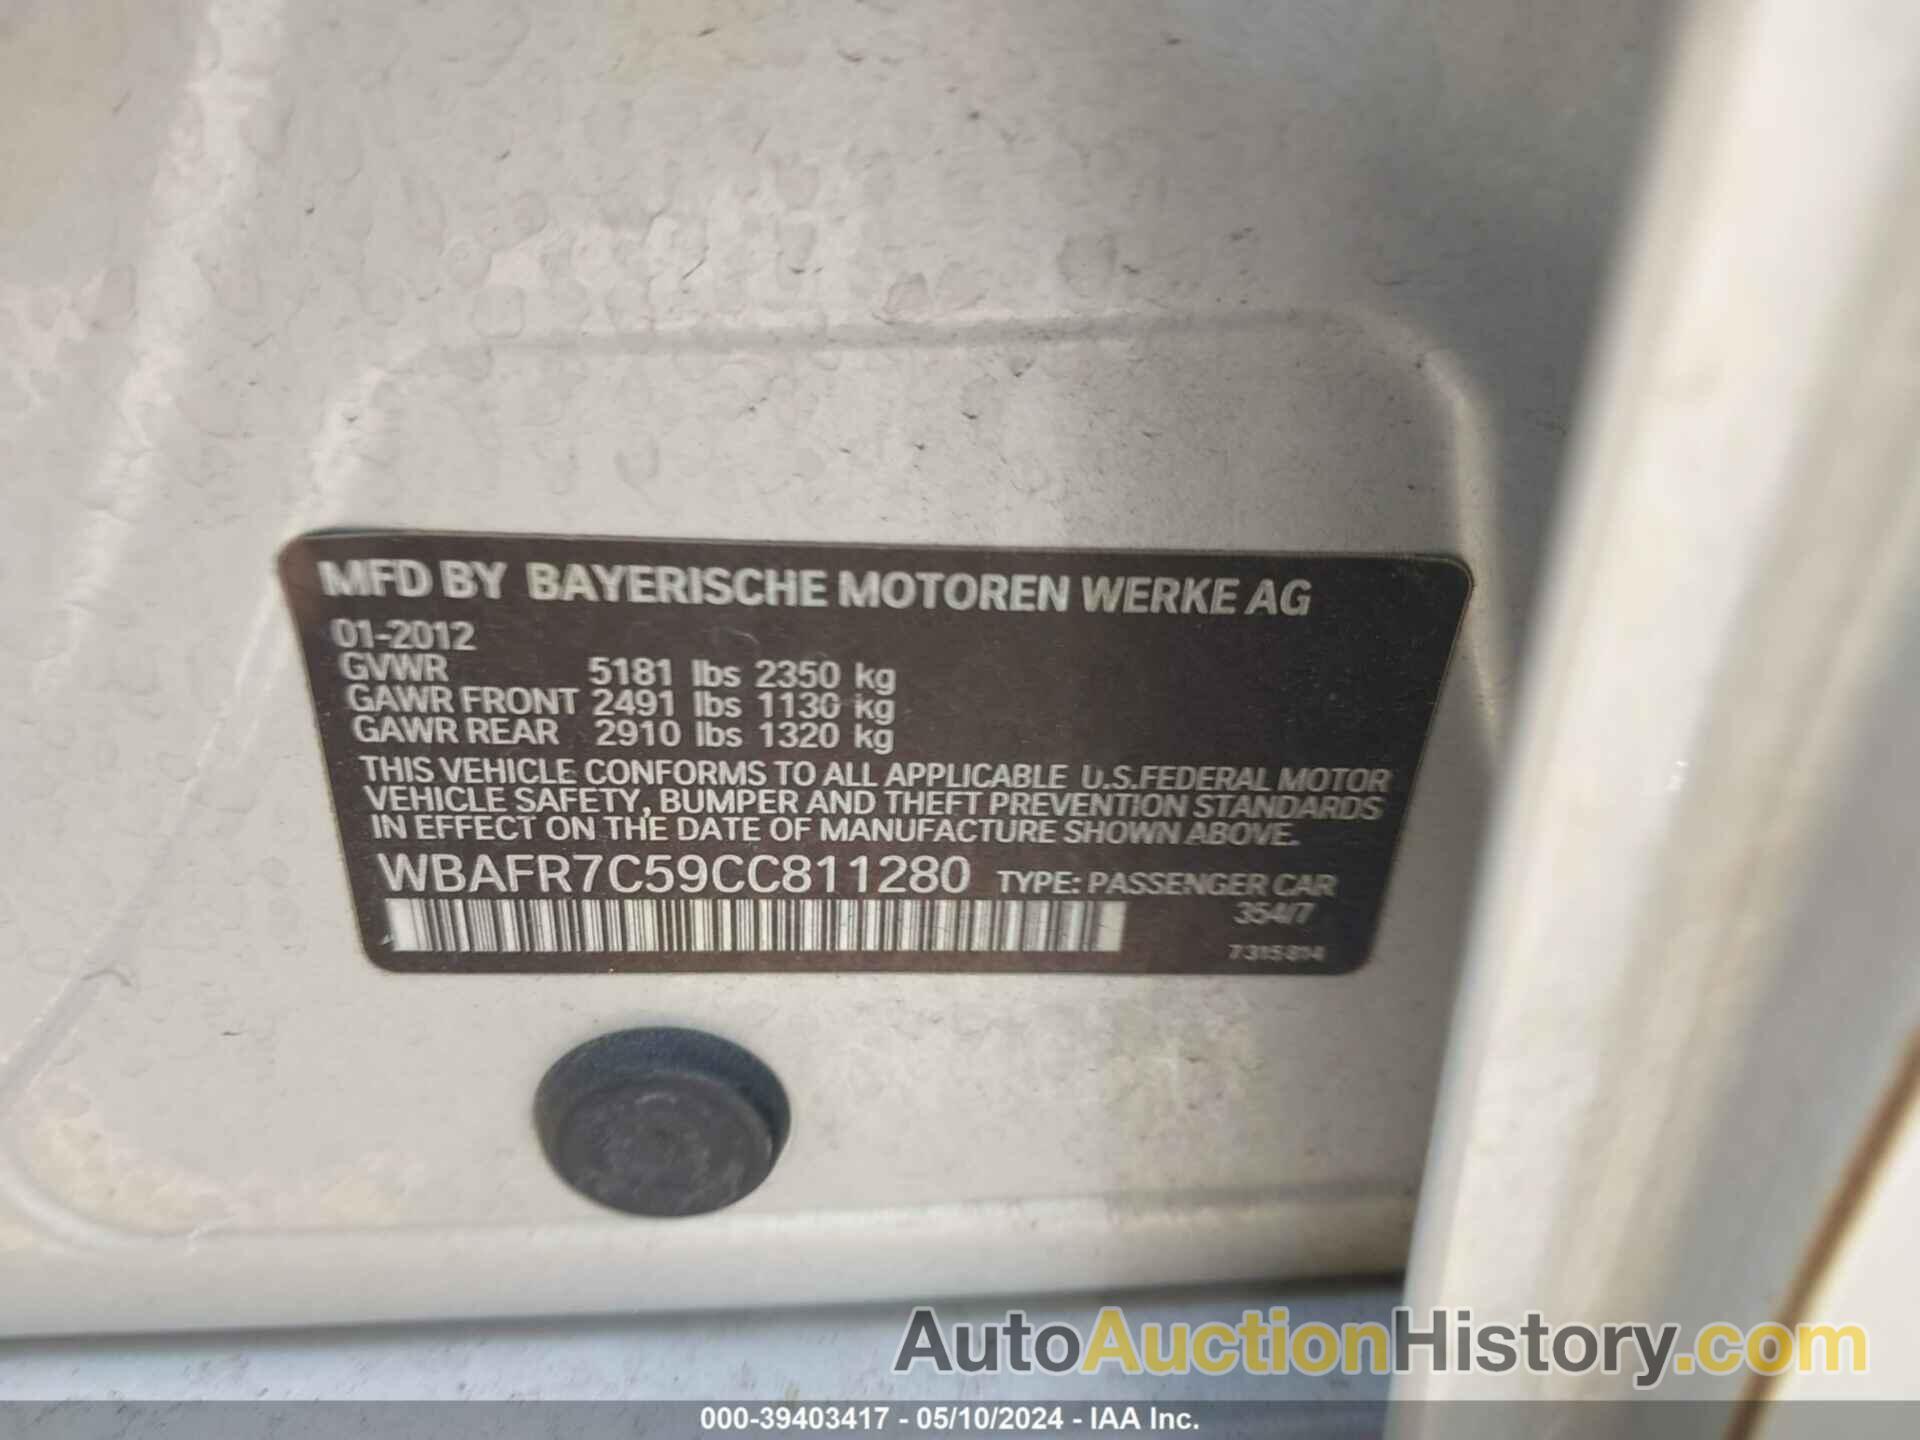 MFD BY BAYERISCHE MOTOREN WERKE AG
01-2012
GVWR 5181 lbs 2350 kg
GAWR FRONT 2491 lbs 1130 kg
GAWR REAR 2910 lbs 1320 kg
THIS VEHICLE CONFORMS TO ALL APPLICABLE U.S.FEDERAL MOTOR
VEHICLE SAFETY, BUMPER AND THEFT PREVENTION STANDARDS
IN EFFECT ON THE DATE OF MANUFACTURE SHOWN ABOVE.
WBAFR7C59CC811280 TYPE: PASSENGER CAR
354/7
7 315 814
AutoAuctionHistory.com
000-39403417 - 05/10/2024 - IAA Inc.